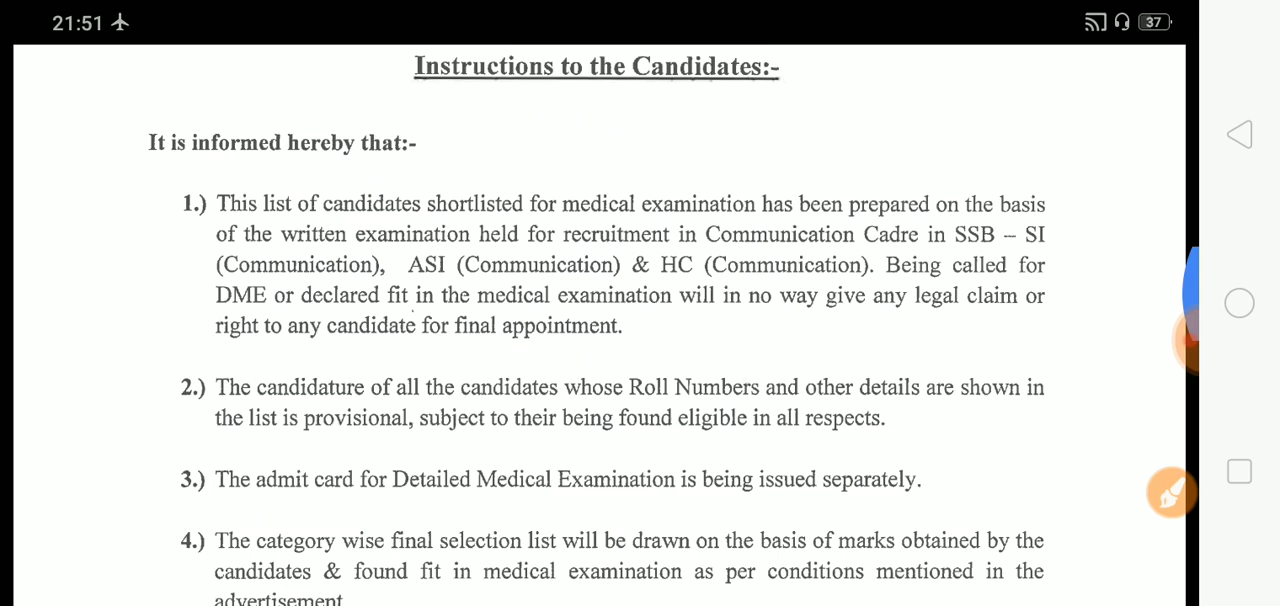 21:51
37
Instructions to the Candidates:-
It is informed hereby that:-
1.) This list of candidates shortlisted for medical examination has been prepared on the basis
of the written examination held for recruitment in Communication Cadre in SSB – SI
(Communication), ASI (Communication) & HC (Communication). Being called for
DME or declared fit in the medical examination will in no way give any legal claim or
right to any candidate for final appointment.
2.) The candidature of all the candidates whose Roll Numbers and other details are shown in
the list is provisional, subject to their being found eligible in all respects.
3.) The admit card for Detailed Medical Examination is being issued separately.
4.) The category wise final selection list will be drawn on the basis of marks obtained by the
candidates & found fit in medical examination as per conditions mentioned in the
advertisement